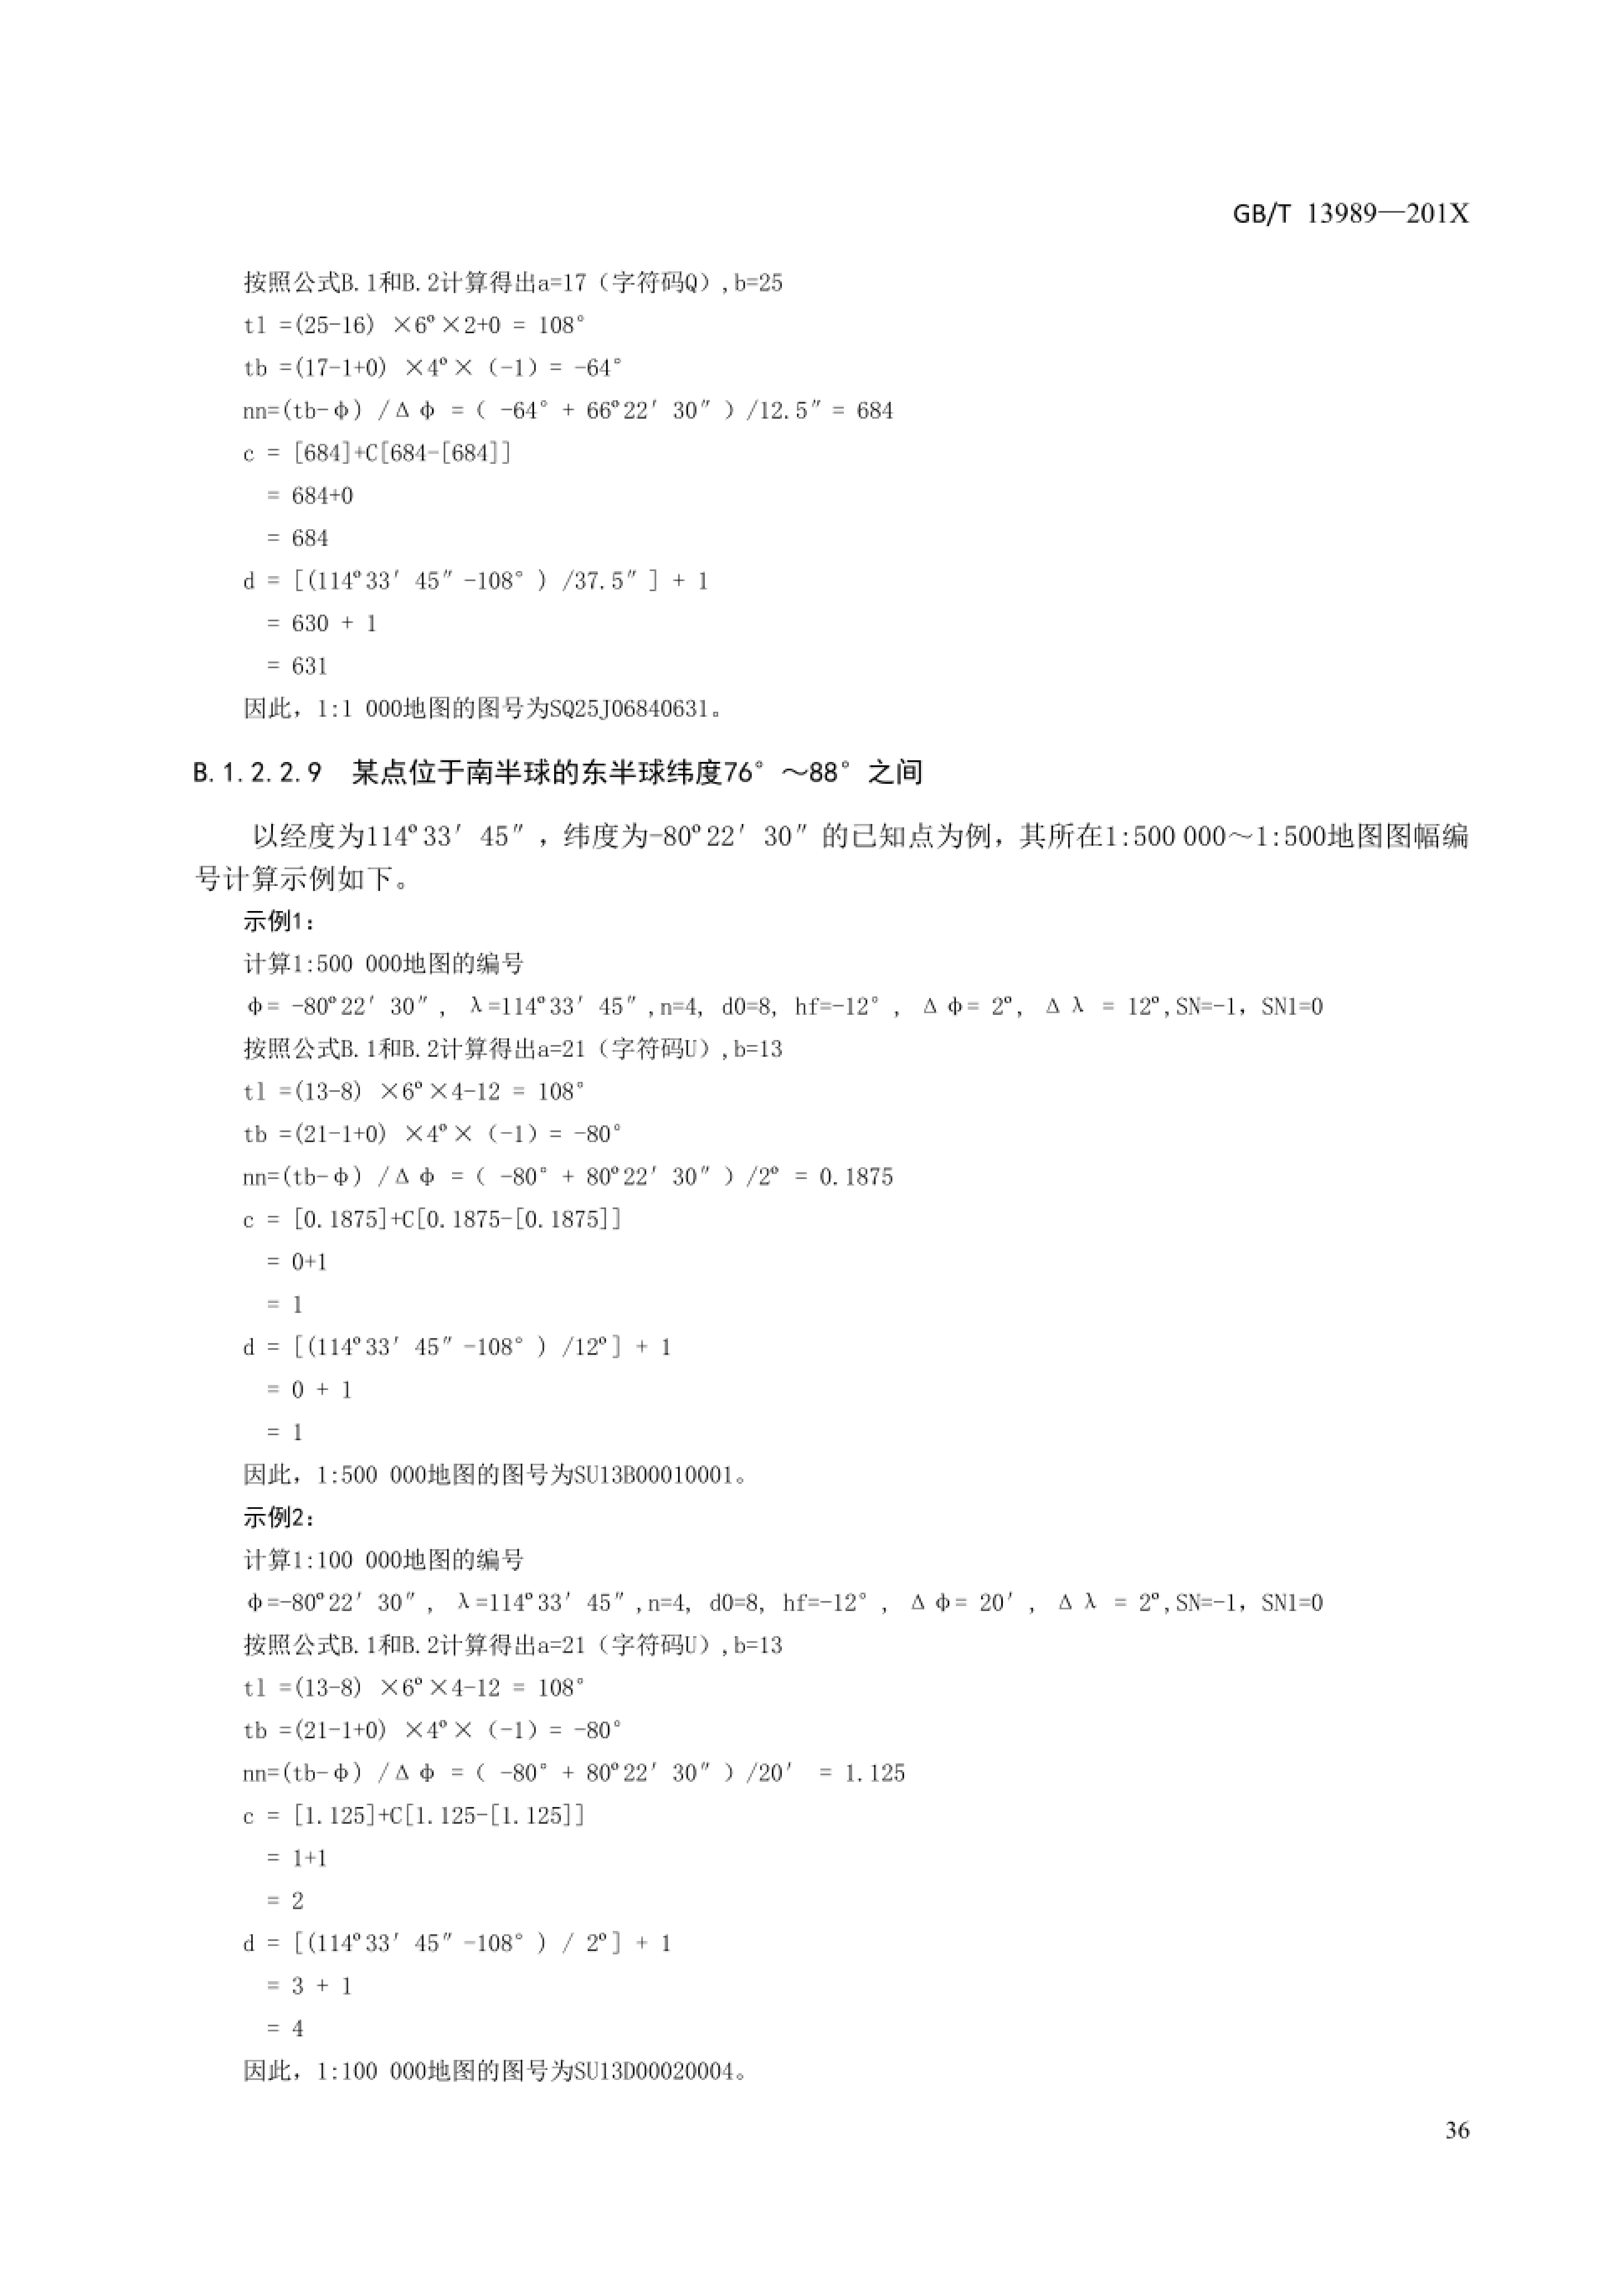 GB/T 13989—201X
按照公式B.1和B.2计算得出a=17（字符码Q）,b=25
tl =(25-16) ×6º×2+0 = 108°
tb =(17-1+0) ×4º×（-1）= -64°
nn=(tb-φ) /Δφ =（ -64° + 66º22′ 30″ ）/12.5″ = 684
c = [684]+C[684-[684]]
= 684+0
= 684
d = [(114º33′ 45″ -108° ) /37.5″ ] + 1
= 630 + 1
= 631
因此，1:1 000地图的图号为SQ25J06840631。
B.1.2.2.9 某点位于南半球的东半球纬度76° ～88° 之间
以经度为114º33′ 45″ ，纬度为-80º22′ 30″ 的已知点为例，其所在1:500 000～1:500地图图幅编
号计算示例如下。
示例1：
计算1:500 000地图的编号
φ= -80º22′ 30″ , λ=114º33′ 45″ ,n=4, d0=8, hf=-12° , Δφ= 2º, Δλ = 12º,SN=-1, SN1=0
按照公式B.1和B.2计算得出a=21（字符码U）,b=13
tl =(13-8) ×6º×4-12 = 108°
tb =(21-1+0) ×4º×（-1）= -80°
nn=(tb-φ) /Δφ =（ -80° + 80º22′ 30″ ）/2º = 0.1875
c = [0.1875]+C[0.1875-[0.1875]]
= 0+1
= 1
d = [(114º33′ 45″ -108° ) /12º] + 1
= 0 + 1
= 1
因此，1:500 000地图的图号为SU13B00010001。
示例2：
计算1:100 000地图的编号
φ=-80º22′ 30″ , λ=114º33′ 45″ ,n=4, d0=8, hf=-12° , Δφ= 20′ , Δλ = 2º,SN=-1, SN1=0
按照公式B.1和B.2计算得出a=21（字符码U）,b=13
tl =(13-8) ×6º×4-12 = 108°
tb =(21-1+0) ×4º×（-1）= -80°
nn=(tb-φ) /Δφ =（ -80° + 80º22′ 30″ ）/20′ = 1.125
c = [1.125]+C[1.125-[1.125]]
= 1+1
= 2
d = [(114º33′ 45″ -108° ) / 2º] + 1
= 3 + 1
= 4
因此，1:100 000地图的图号为SU13D00020004。
36